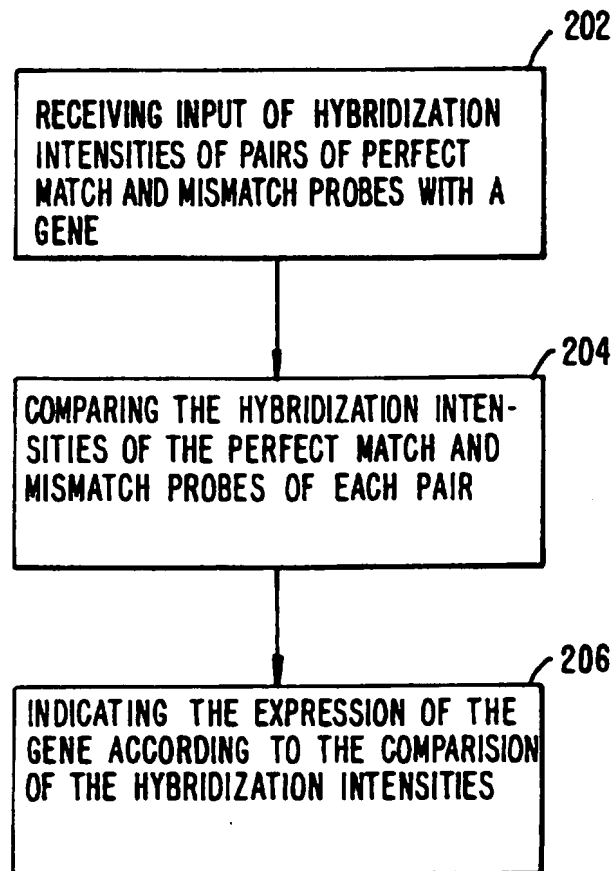 202
RECEIVING INPUT OF HYBRIDIZATION
INTENSITIES OF PAIRS OF PERFECT
MATCH AND MISMATCH PROBES WITH A
GENE
204
COMPARING THE HYBRIDIZATION INTEN-
SITIES OF THE PERFECT MATCH AND
MISMATCH PROBES OF EACH PAIR
206
INDICATING THE EXPRESSION OF THE
GENE ACCORDING TO THE COMPARISION
OF THE HYBRIDIZATION INTENSITIES